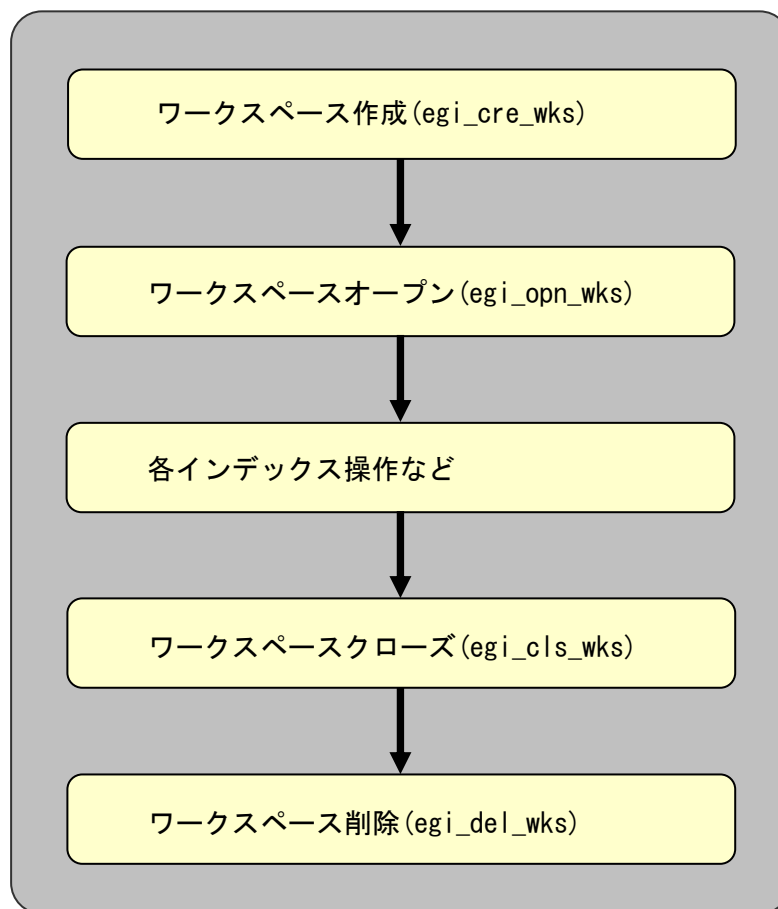 ワークスペース作成(egi_cre_wks)
ワークスペースオープン(egi_opn_wks)
各インデックス操作など
ワークスペースクローズ(egi_cls_wks)
ワークスペース削除(egi_del_wks)